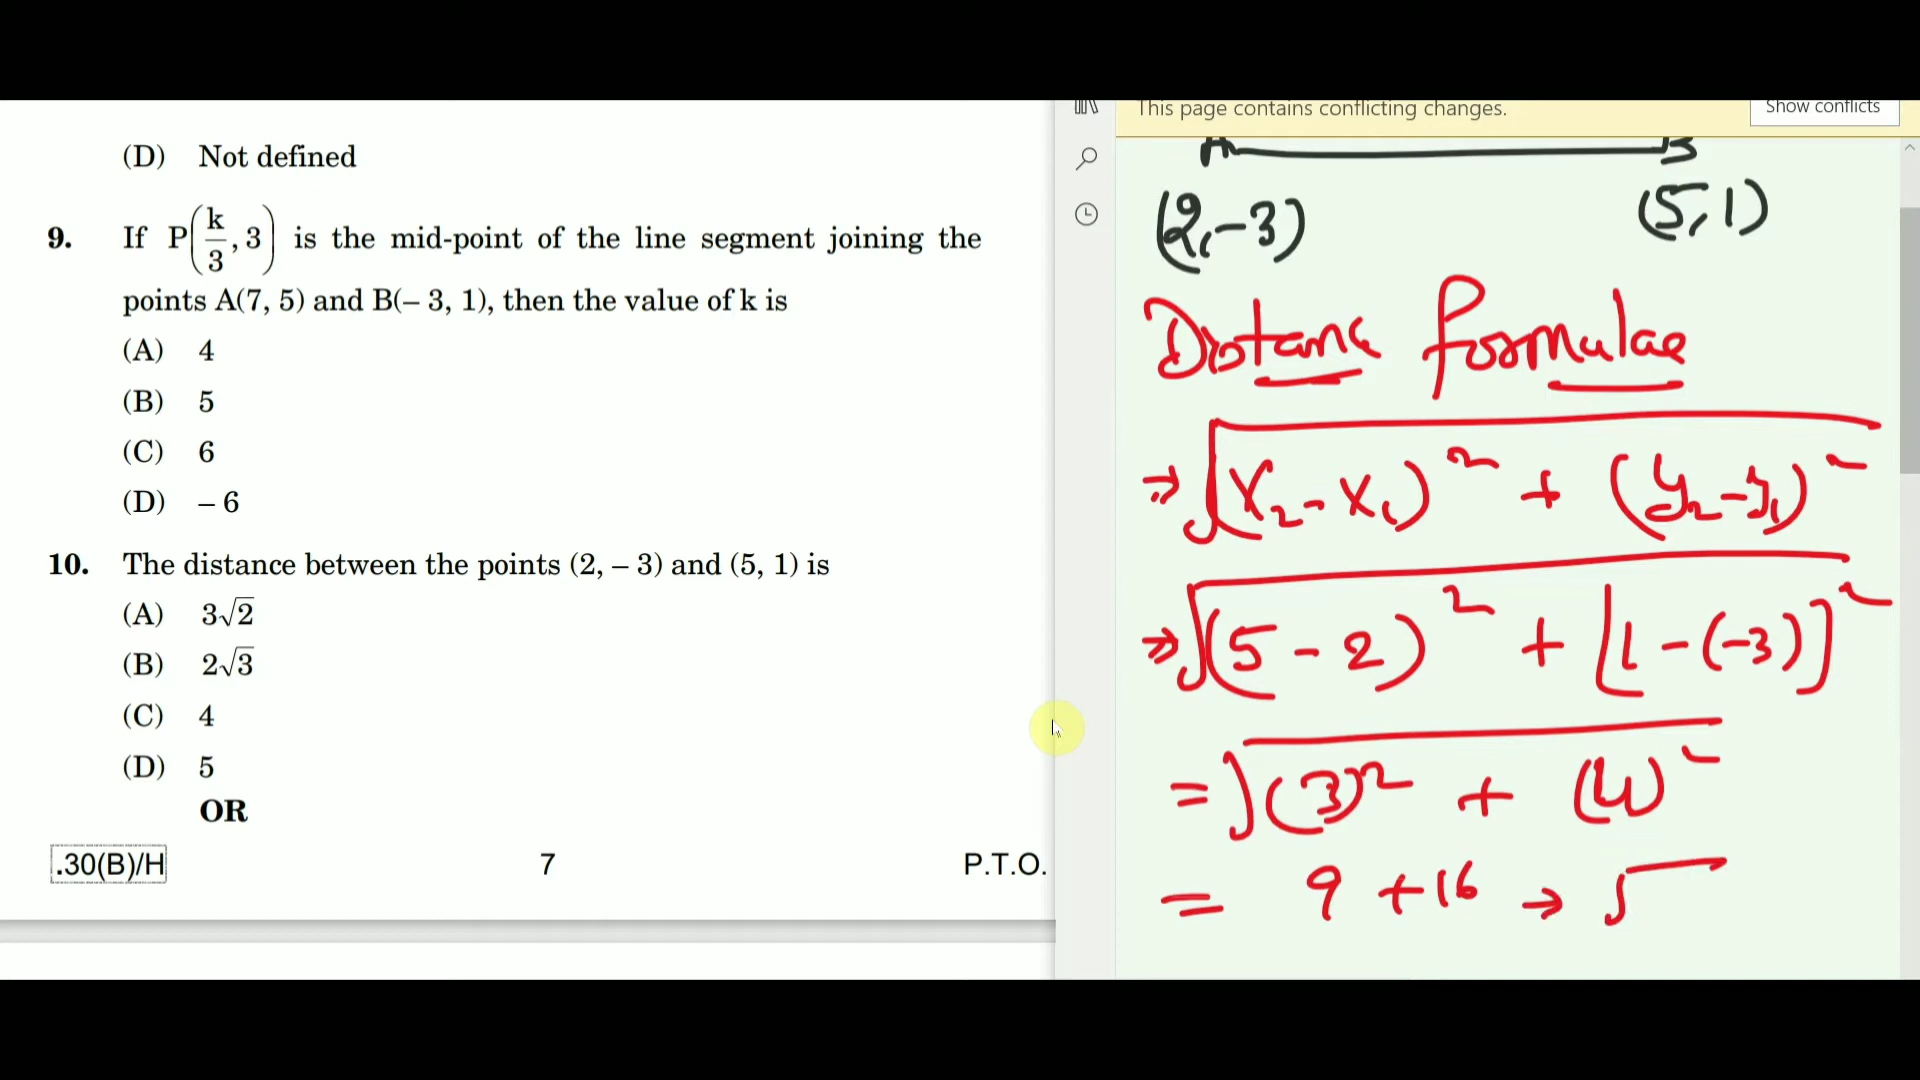 (D) Not defined
9. If P(k/3, 3) is the mid-point of the line segment joining the
points A(7, 5) and B(– 3, 1), then the value of k is
(A) 4
(B) 5
(C) 6
(D) – 6
10. The distance between the points (2, – 3) and (5, 1) is
(A) 3√2
(B) 2√3
(C) 4
(D) 5
OR
.30(B)/H 7 P.T.O.
This page contains conflicting changes. Show conflicts
A B
(2, -3) (5, 1)
Distance formulae
⇒ √(x₂ - x₁)² + (y₂ - y₁)²
⇒ √(5 - 2)² + [1 - (-3)]²
= √(3)² + (4)²
= 9 + 16 → √